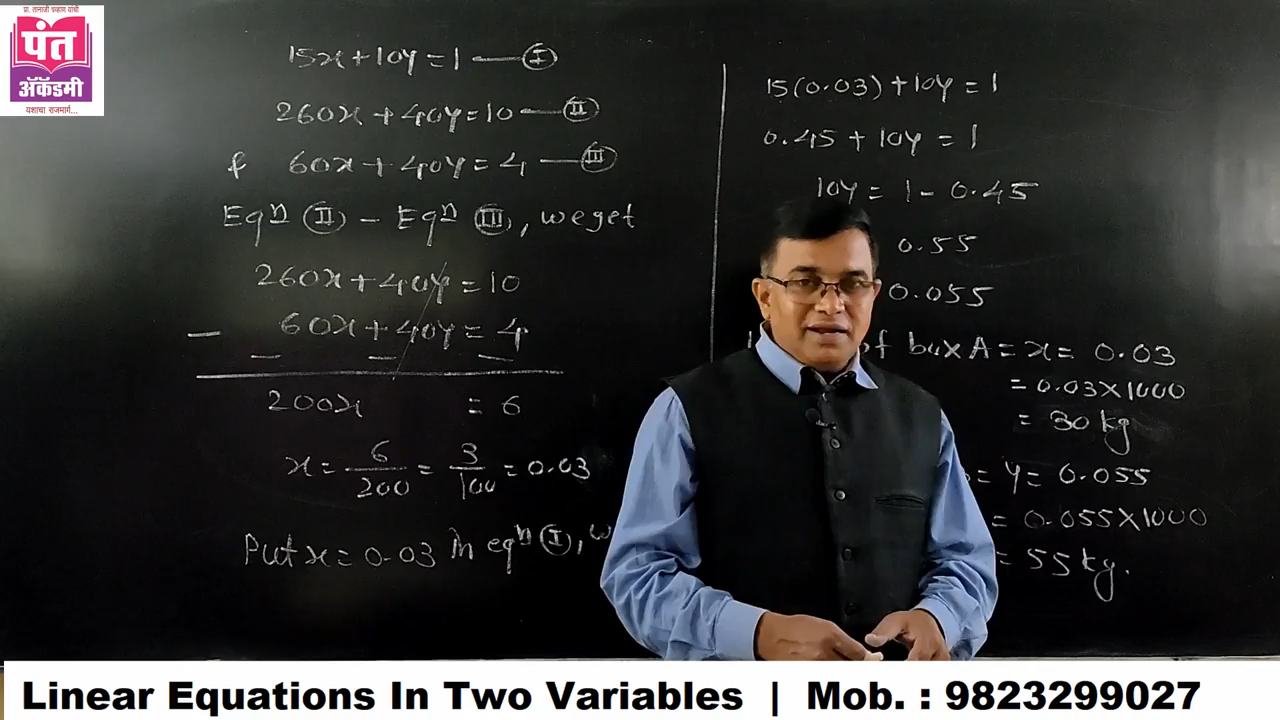 प्रा. तानाजी चव्हाण यांची
पंत
ॲकॅडमी
यशाचा राजमार्ग...
15x+10y=1 — I
260x+40y=10 — II
& 60x+40y=4 — III
Eqⁿ II – Eqⁿ III, we get
260x+40y=10
– 60x+40y=4
– – –
200x = 6
x = 6/200 = 3/100 = 0.03
Put x = 0.03 in eqⁿ I,
15(0.03)+10y=1
0.45+10y=1
10y = 1-0.45
0.55
0.055
of box A = x = 0.03
= 0.03×1000
= 30 kg
= y = 0.055
= 0.055×1000
= 55 kg.
Linear Equations In Two Variables | Mob. : 9823299027